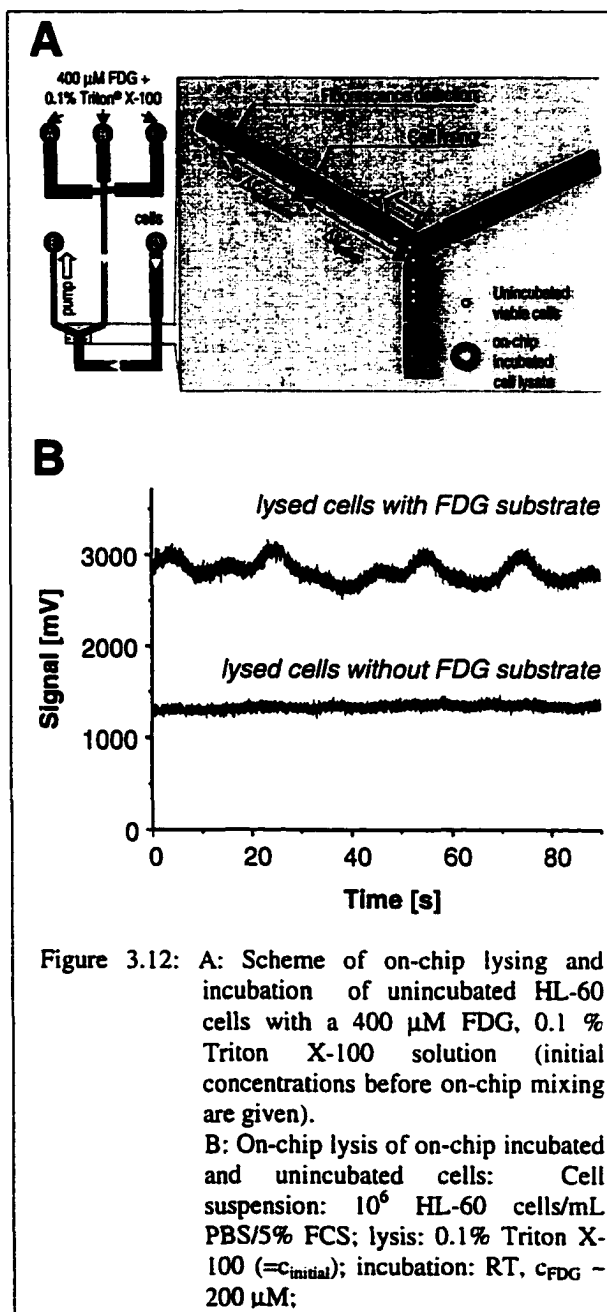 A
400 µM FDG +
0.1% Triton® X-100
Fluorescence detection
Cell lysing
cells
pump
Unincubated
viable cells
on-chip
incubated
cell lysate
B
lysed cells with FDG substrate
3000
2000
lysed cells without FDG substrate
1000
0
Signal [mV]
0 20 40 60 80
Time [s]
Figure 3.12: A: Scheme of on-chip lysing and
incubation of unincubated HL-60
cells with a 400 µM FDG, 0.1 %
Triton X-100 solution (initial
concentrations before on-chip mixing
are given).
B: On-chip lysis of on-chip incubated
and unincubated cells: Cell
suspension: 10⁶ HL-60 cells/mL
PBS/5% FCS; lysis: 0.1% Triton X-
100 (=c_initial); incubation: RT, c_FDG ~
200 µM;